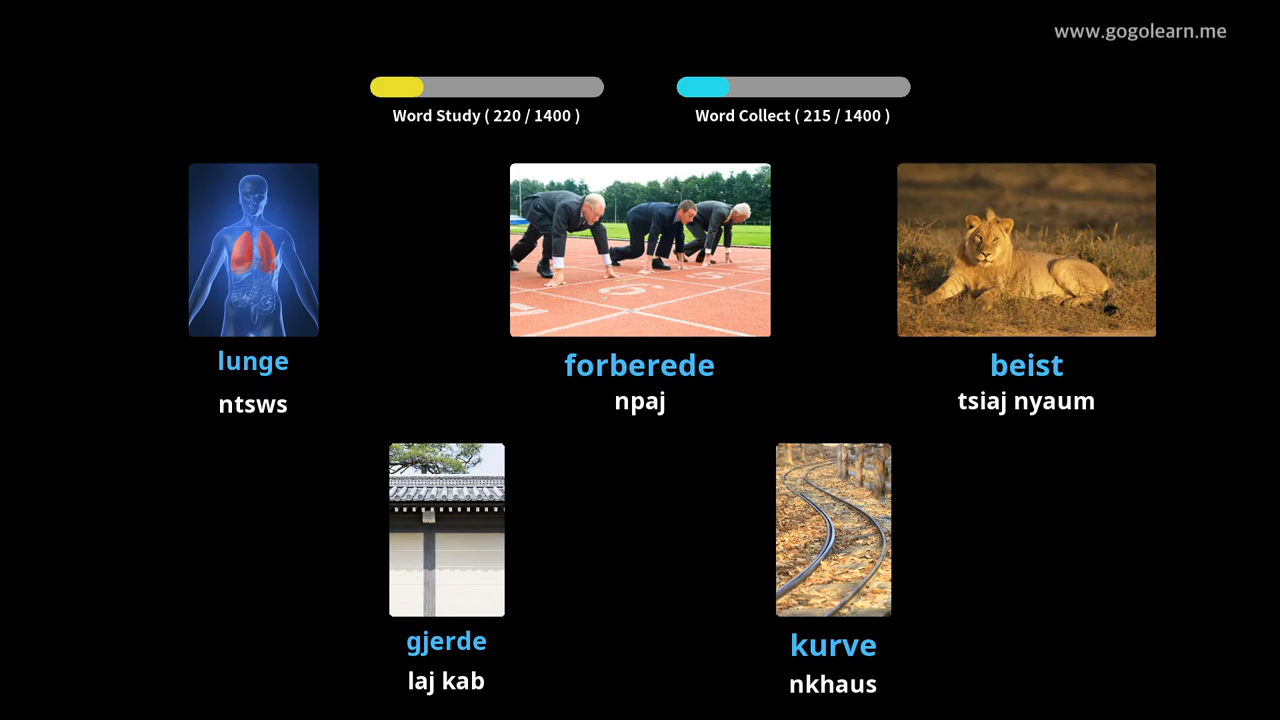 www.gogolearn.me
Word Study ( 220 / 1400 )
Word Collect ( 215 / 1400 )
lunge
ntsws
forberede
npaj
beist
tsiaj nyaum
gjerde
laj kab
kurve
nkhaus